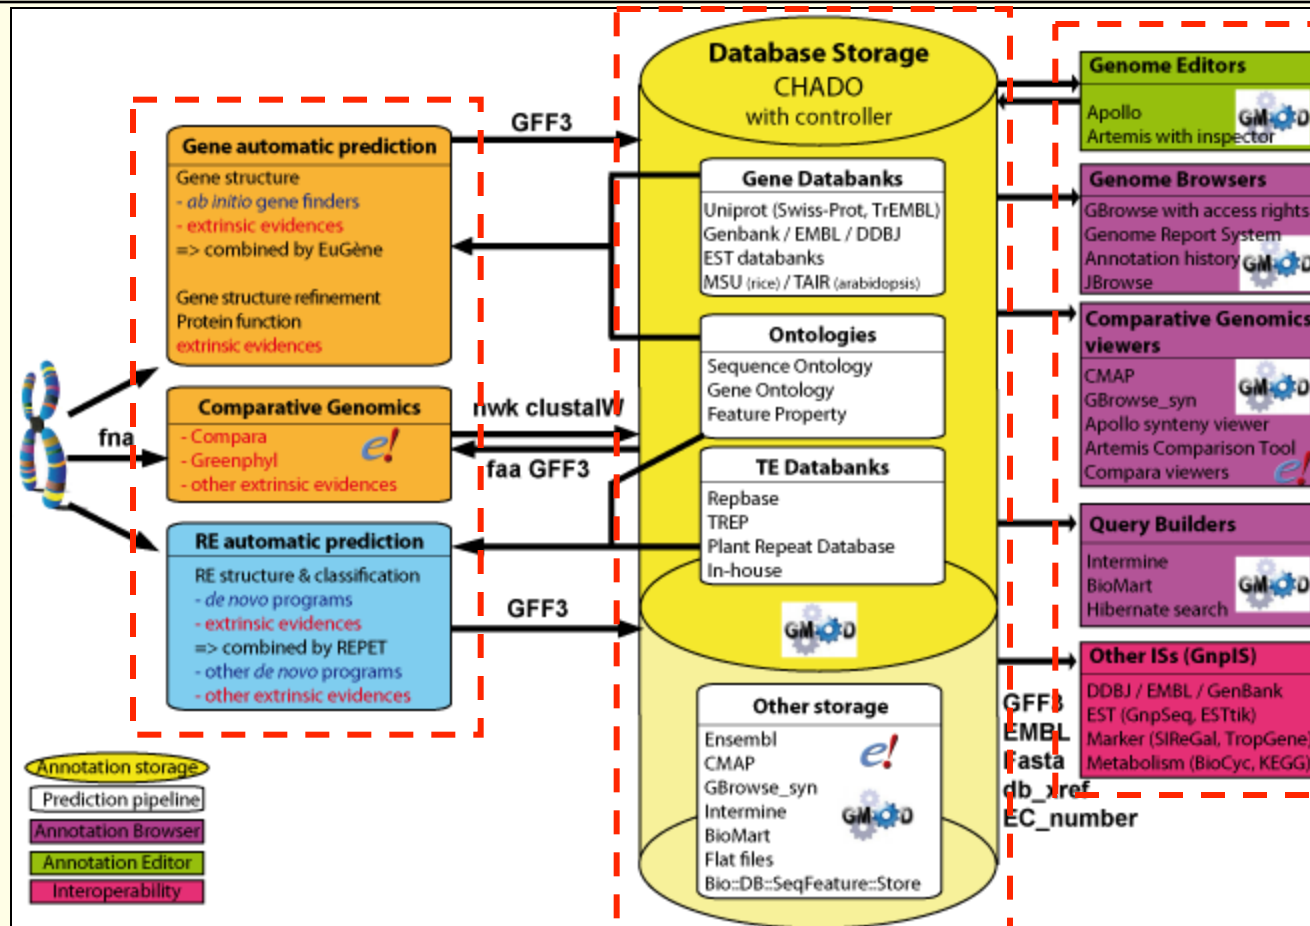 Database Storage
CHADO
with controller
GFF3
Gene automatic prediction
Gene structure
- ab initio gene finders
- extrinsic evidences
=> combined by EuGène
Gene structure refinement
Protein function
extrinsic evidences
fna
Comparative Genomics
- Compara
- Greenphyl
- other extrinsic evidences
e!
nwk clustalW
faa GFF3
RE automatic prediction
RE structure & classification
- de novo programs
- extrinsic evidences
=> combined by REPET
- other de novo programs
- other extrinsic evidences
GFF3
Gene Databanks
Uniprot (Swiss-Prot, TrEMBL)
Genbank / EMBL / DDBJ
EST databanks
MSU (rice) / TAIR (arabidopsis)
Ontologies
Sequence Ontology
Gene Ontology
Feature Property
TE Databanks
Repbase
TREP
Plant Repeat Database
In-house
GMOD
Other storage
Ensembl
CMAP
GBrowse_syn
Intermine
BioMart
Flat files
Bio::DB::SeqFeature::Store
e!
GMOD
Genome Editors
Apollo
Artemis with inspector
GMOD
Genome Browsers
GBrowse with access rights
Genome Report System
Annotation history
JBrowse
GMOD
Comparative Genomics
viewers
CMAP
GBrowse_syn
Apollo synteny viewer
Artemis Comparison Tool
Compara viewers
GMOD
e!
Query Builders
Intermine
BioMart
Hibernate search
GMOD
Other ISs (GnpIS)
DDBJ / EMBL / GenBank
EST (GnpSeq, ESTtik)
Marker (SIReGal, TropGene)
Metabolism (BioCyc, KEGG)
GFF3
EMBL
Fasta
db_xref
EC_number
Annotation storage
Prediction pipeline
Annotation Browser
Annotation Editor
Interoperability